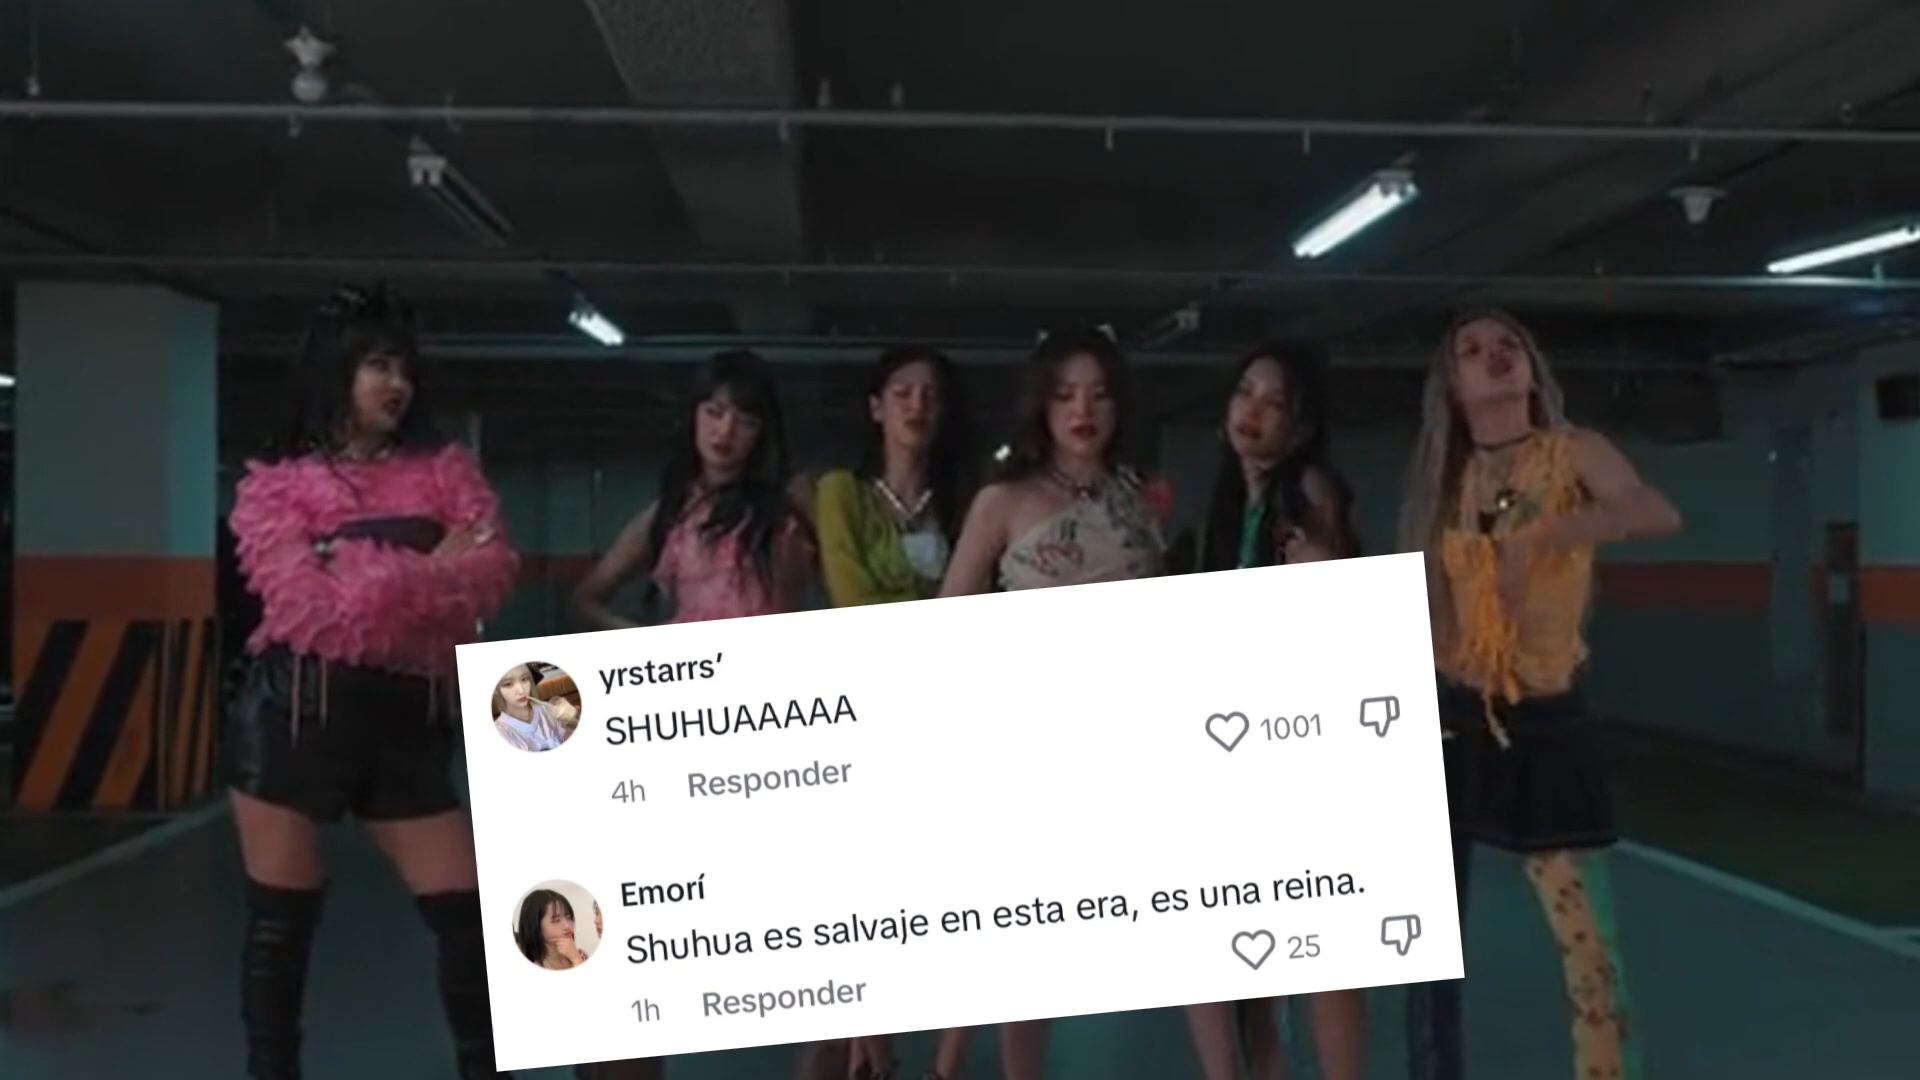 yrstarrs’
SHUHUAAAAA
4h Responder 1001
Emorí
Shuhua es salvaje en esta era, es una reina.
1h Responder 25